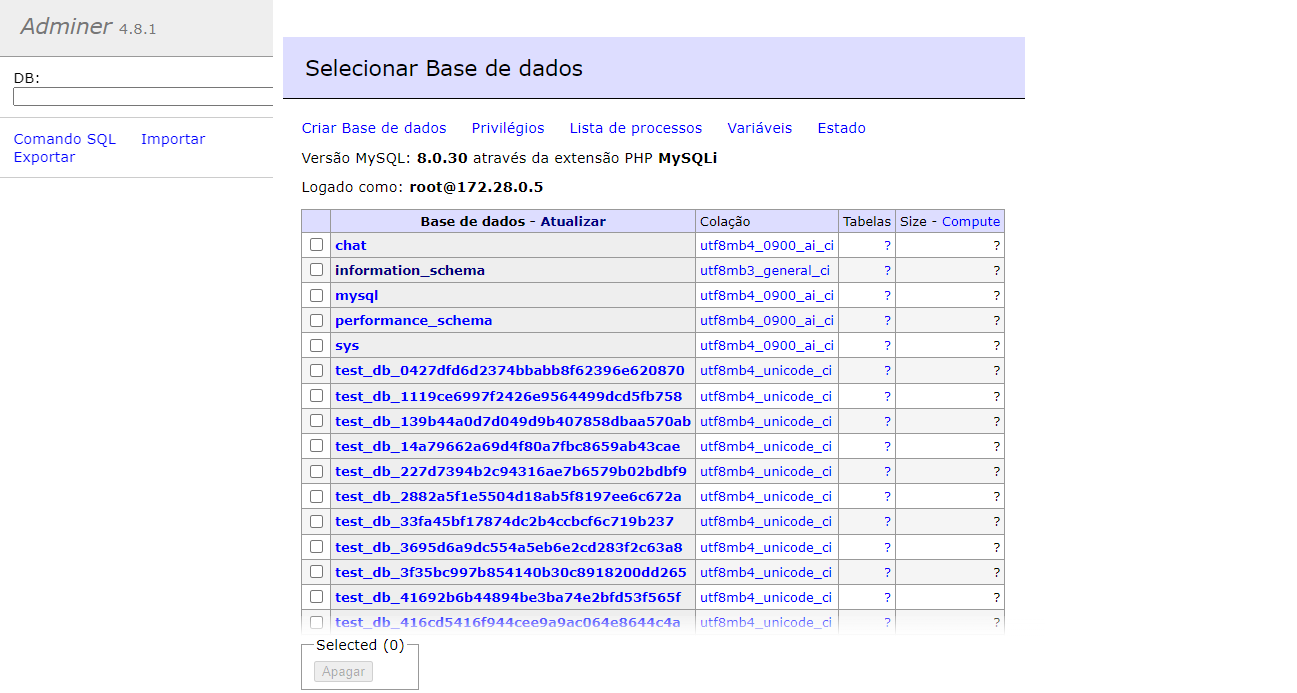 Adminer 4.8.1
DB:
Comando SQL Importar
Exportar
Selecionar Base de dados
Criar Base de dados Privilégios Lista de processos Variáveis Estado
Versão MySQL: 8.0.30 através da extensão PHP MySQLi
Logado como: root@172.28.0.5
Base de dados - Atualizar Colação Tabelas Size - Compute
chat utf8mb4_0900_ai_ci ? ?
information_schema utf8mb3_general_ci ? ?
mysql utf8mb4_0900_ai_ci ? ?
performance_schema utf8mb4_0900_ai_ci ? ?
sys utf8mb4_0900_ai_ci ? ?
test_db_0427dfd6d2374bbabb8f62396e620870 utf8mb4_unicode_ci ? ?
test_db_1119ce6997f2426e9564499dcd5fb758 utf8mb4_unicode_ci ? ?
test_db_139b44a0d7d049d9b407858dbaa570ab utf8mb4_unicode_ci ? ?
test_db_14a79662a69d4f80a7fbc8659ab43cae utf8mb4_unicode_ci ? ?
test_db_227d7394b2c94316ae7b6579b02bdbf9 utf8mb4_unicode_ci ? ?
test_db_2882a5f1e5504d18ab5f8197ee6c672a utf8mb4_unicode_ci ? ?
test_db_33fa45bf17874dc2b4ccbcf6c719b237 utf8mb4_unicode_ci ? ?
test_db_3695d6a9dc554a5eb6e2cd283f2c63a8 utf8mb4_unicode_ci ? ?
test_db_3f35bc997b854140b30c8918200dd265 utf8mb4_unicode_ci ? ?
test_db_41692b6b44894be3ba74e2bfd53f565f utf8mb4_unicode_ci ? ?
test_db_416cd5416f944cee9a9ac064e8644c4a utf8mb4_unicode_ci ? ?
Selected (0)
Apagar